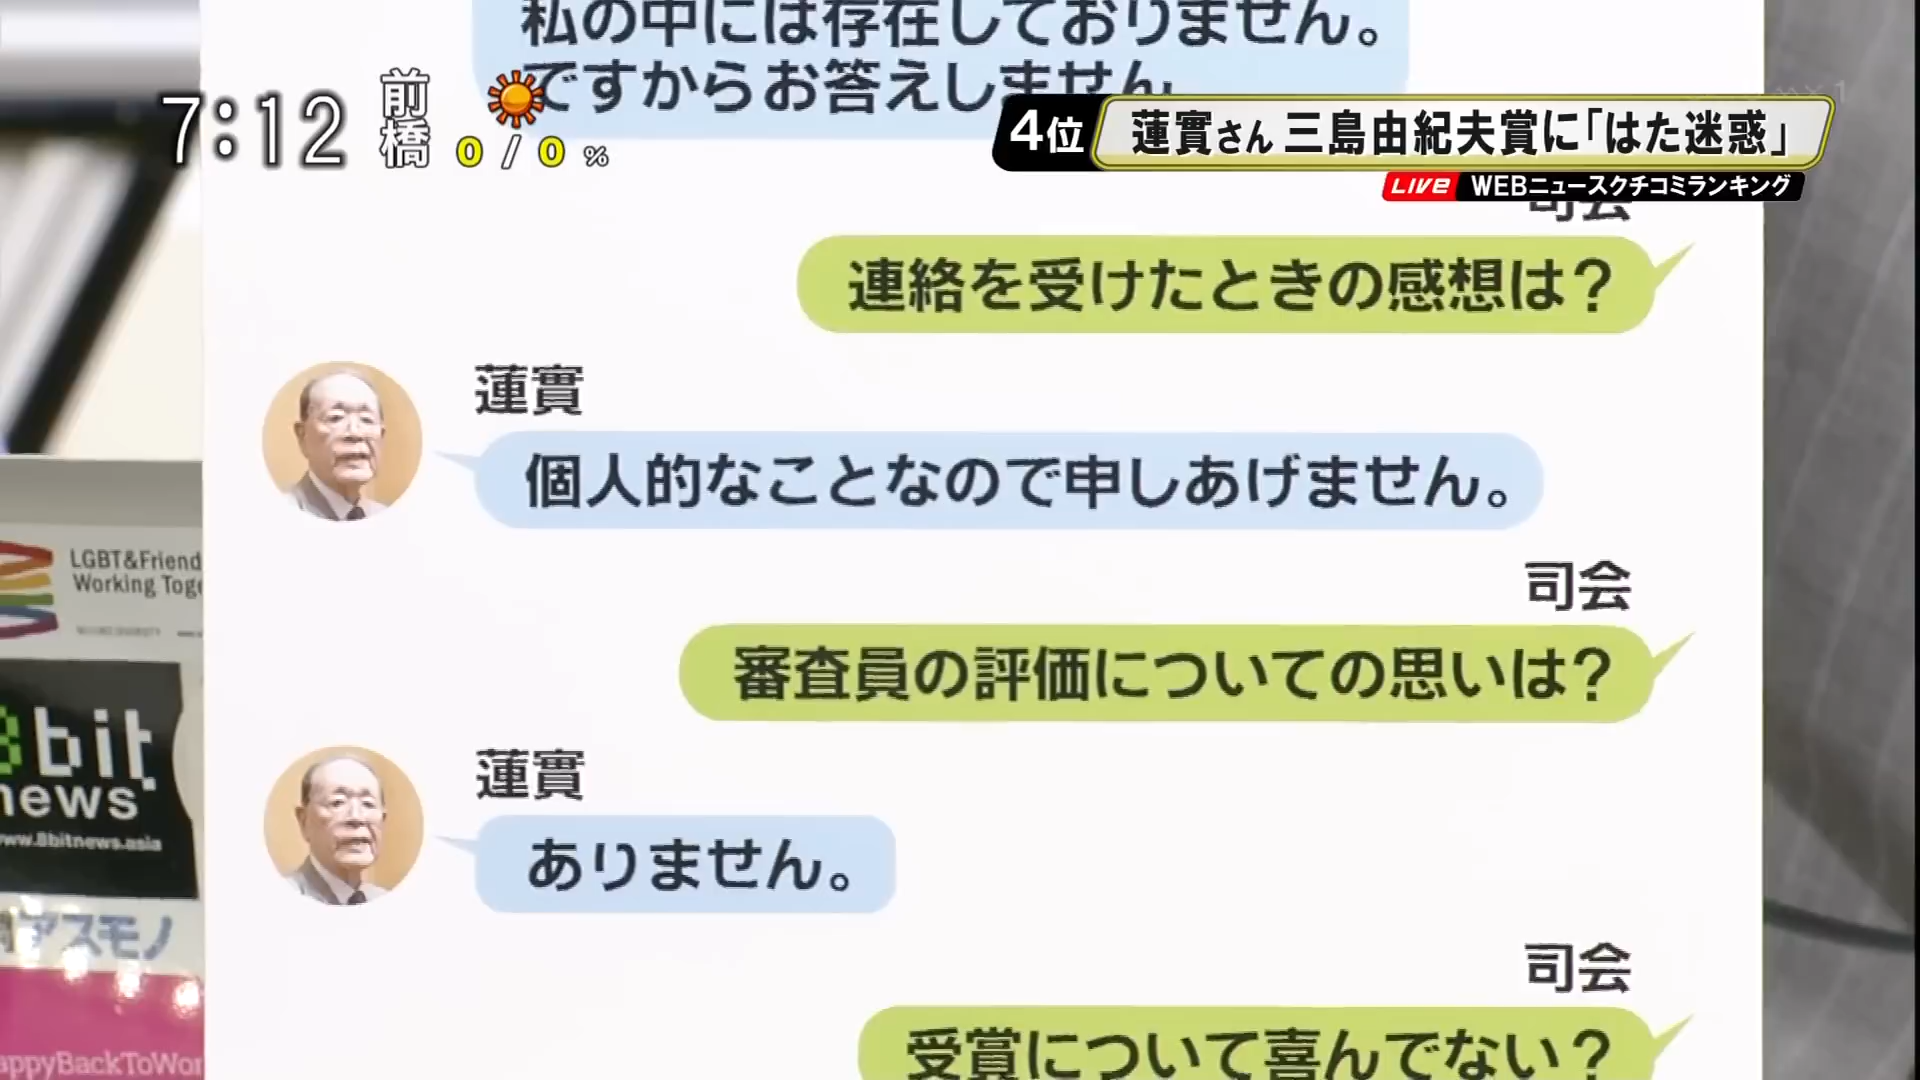 私の中には存在しておりません。
ですからお答えしません
7:12
前橋
0/0%
4位
蓮實さん 三島由紀夫賞に「はた迷惑」
LIVE WEBニュースクチコミランキング
司会
連絡を受けたときの感想は?
蓮實
個人的なことなので申しあげません。
司会
審査員の評価についての思いは?
蓮實
ありません。
司会
受賞について喜んでない?
LGBT&Friend
Working Toge
8bit
news
www.8bitnews.asia
アスモノ
appyBackToWor